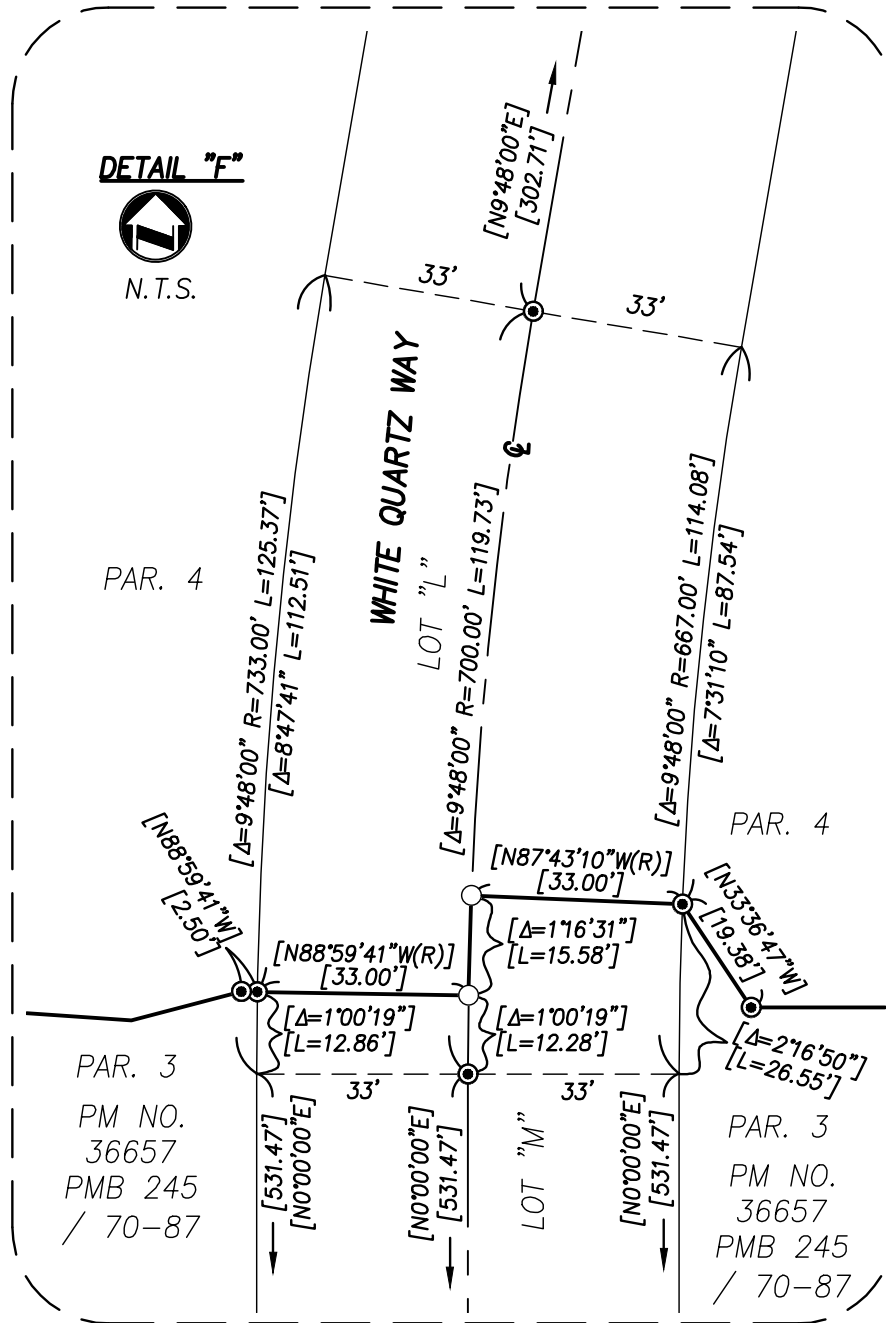 DETAIL "F"
N.T.S.
[N9°48'00"E]
[302.71']
33'
33'
WHITE QUARTZ WAY
LOT "L"
℄
PAR. 4
[Δ=9°48'00" R=733.00' L=125.37']
[Δ=8°47'41" L=112.51']
[Δ=9°48'00" R=700.00' L=119.73']
[Δ=9°48'00" R=667.00' L=114.08']
[Δ=7°31'10" L=87.54']
PAR. 4
[N88°59'41"W]
[2.50']
[N88°59'41"W(R)]
[33.00']
[N87°43'10"W(R)]
[33.00']
[N33°36'47"W]
[19.38']
[Δ=1°16'31"]
[L=15.58']
[Δ=1°00'19"]
[L=12.86']
[Δ=1°00'19"]
[L=12.28']
[Δ=2°16'50"]
[L=26.55']
33'
33'
PAR. 3
PM NO.
36657
PMB 245
/ 70-87
[531.47']
[N0°00'00"E]
[N0°00'00"E]
[531.47']
LOT "M"
[N0°00'00"E]
[531.47']
PAR. 3
PM NO.
36657
PMB 245
/ 70-87